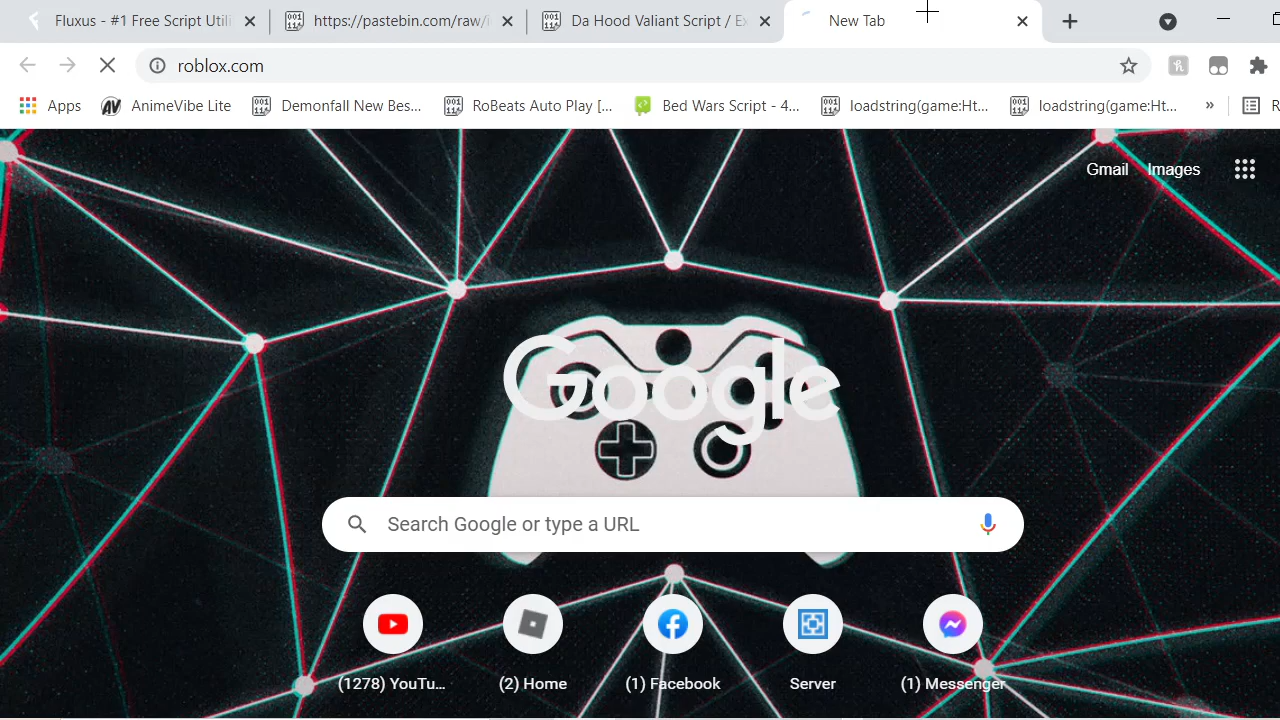 Fluxus - #1 Free Script Utili
https://pastebin.com/raw/i
Da Hood Valiant Script / Ex
New Tab
roblox.com
Apps
AnimeVibe Lite
Demonfall New Bes...
RoBeats Auto Play [...
Bed Wars Script - 4...
loadstring(game:Ht...
loadstring(game:Ht...
»
R
Gmail
Images
Google
Search Google or type a URL
(1278) YouTu...
(2) Home
(1) Facebook
Server
(1) Messenger